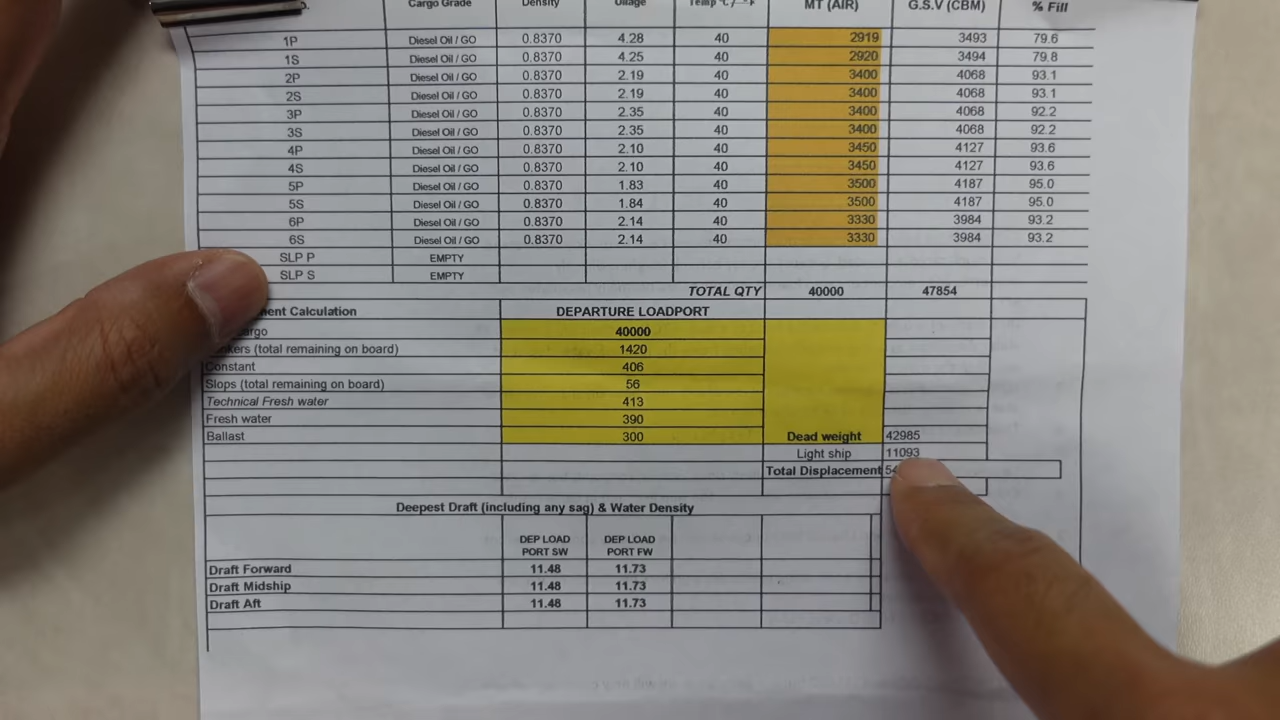 Cargo Grade Density Ullage Temp MT (AIR) G.S.V (CBM) % Fill
1P Diesel Oil / GO 0.8370 4.28 40 2919 3493 79.6
1S Diesel Oil / GO 0.8370 4.25 40 2920 3494 79.8
2P Diesel Oil / GO 0.8370 2.19 40 3400 4068 93.1
2S Diesel Oil / GO 0.8370 2.19 40 3400 4068 93.1
3P Diesel Oil / GO 0.8370 2.35 40 3400 4068 92.2
3S Diesel Oil / GO 0.8370 2.35 40 3400 4068 92.2
4P Diesel Oil / GO 0.8370 2.10 40 3450 4127 93.6
4S Diesel Oil / GO 0.8370 2.10 40 3450 4127 93.6
5P Diesel Oil / GO 0.8370 1.83 40 3500 4187 95.0
5S Diesel Oil / GO 0.8370 1.84 40 3500 4187 95.0
6P Diesel Oil / GO 0.8370 2.14 40 3330 3984 93.2
6S Diesel Oil / GO 0.8370 2.14 40 3330 3984 93.2
SLP P EMPTY
SLP S EMPTY
TOTAL QTY 40000 47854
Calculation DEPARTURE LOADPORT
40000
(total remaining on board) 1420
Constant 406
Slops (total remaining on board) 56
Technical Fresh water 413
Fresh water 390
Ballast 300 Dead weight 42985
Light ship 11093
Total Displacement
Deepest Draft (including any sag) & Water Density
DEP LOAD PORT SW DEP LOAD PORT FW
Draft Forward 11.48 11.73
Draft Midship 11.48 11.73
Draft Aft 11.48 11.73